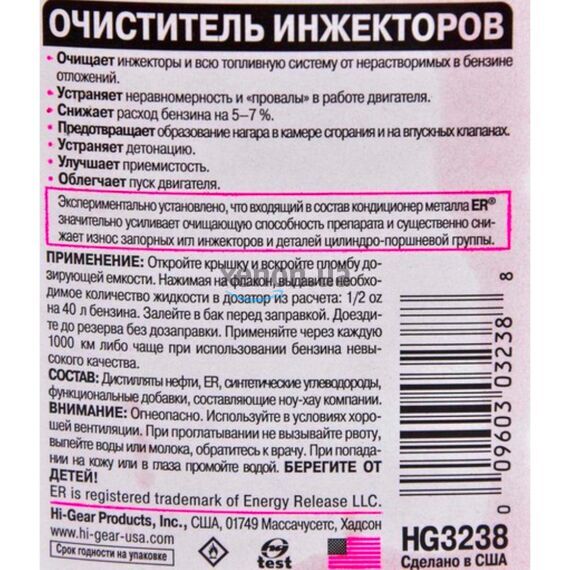 ОЧИСТИТЕЛЬ ИНЖЕКТОРОВ
• Очищает инжекторы и всю топливную систему от нерастворимых в бензине
отложений.
• Устраняет неравномерность и «провалы» в работе двигателя.
• Снижает расход бензина на 5–7 %.
• Предотвращает образование нагара в камере сгорания и на впускных клапанах.
• Устраняет детонацию.
• Улучшает приемистость.
• Облегчает пуск двигателя.
Экспериментально установлено, что входящий в состав кондиционер металла ER®
значительно усиливает очищающую способность препарата и существенно сни-
жает износ запорных игл инжекторов и деталей цилиндро-поршневой группы.
ПРИМЕНЕНИЕ: Откройте крышку и вскройте пломбу до-
зирующей емкости. Нажимая на флакон, выдавите необхо-
димое количество жидкости в дозатор из расчета: 1/2 oz
на 40 л бензина. Залейте в бак перед заправкой. Доезди-
те до резерва без дозаправки. Применяйте через каждую
1000 км либо чаще при использовании бензина невы-
сокого качества.
СОСТАВ: Дистилляты нефти, ER, синтетические углеводороды,
функциональные добавки, составляющие ноу-хау компании.
ВНИМАНИЕ: Огнеопасно. Используйте в условиях хоро-
шей вентиляции. При проглатывании не вызывайте рвоту,
выпейте воды или молока, обратитесь к врачу. При попада-
нии на кожу или в глаза промойте водой. БЕРЕГИТЕ ОТ
ДЕТЕЙ!
ER is registered trademark of Energy Release LLC.
Hi-Gear Products, Inc., США, 01749 Массачусетс, Хадсон
www.hi-gear-usa.com
Срок годности на упаковке
test
HG3238
Сделано в США
0 09603 03238 8
xenon.ua